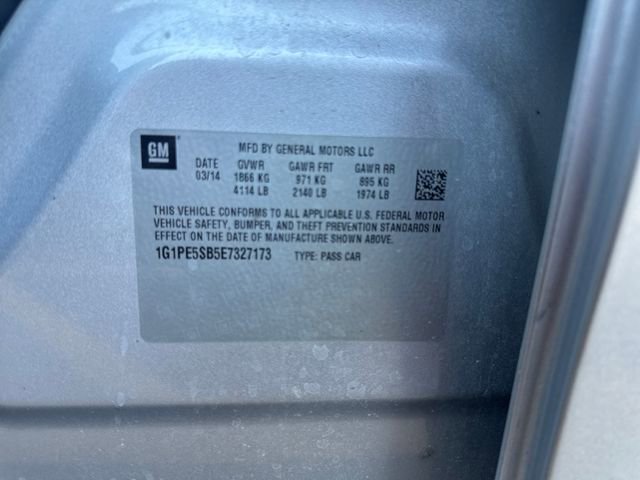 GM
MFD BY GENERAL MOTORS LLC
DATE GVWR GAWR FRT GAWR RR
03/14 1866 KG 971 KG 895 KG
4114 LB 2140 LB 1974 LB
THIS VEHICLE CONFORMS TO ALL APPLICABLE U.S. FEDERAL MOTOR
VEHICLE SAFETY, BUMPER, AND THEFT PREVENTION STANDARDS IN
EFFECT ON THE DATE OF MANUFACTURE SHOWN ABOVE.
1G1PE5SB5E7327173 TYPE: PASS CAR